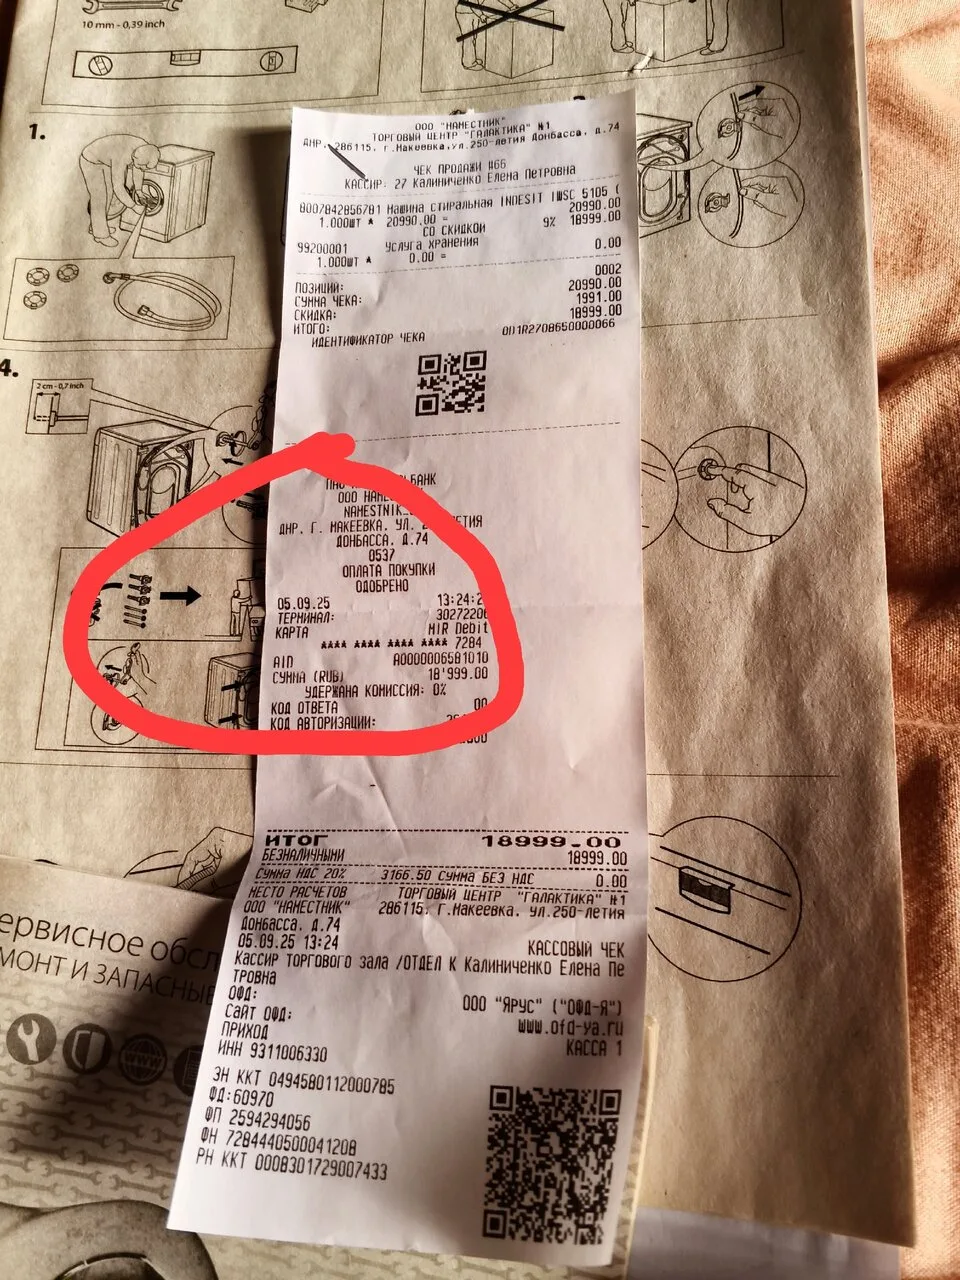 10 mm - 0,39 inch
1.
ООО "НАМЕСТНИК"
ТОРГОВЫЙ ЦЕНТР "ГАЛАКТИКА" №1
ДНР, 286115, г.Макеевка,ул.250-летия Донбасса, д.74
ЧЕК ПРОДАЖИ #66
КАССИР: 27 Калиниченко Елена Петровна
8007842856781 Машина стиральная INDESIT IWSC 5105 (
1.000шт * 20990.00 = 20990.00
СО СКИДКОЙ 9% 18999.00
99200001 Услуга хранения
1.000шт * 0.00 = 0.00
ПОЗИЦИЙ: 0002
СУММА ЧЕКА: 20990.00
СКИДКА: 1991.00
ИТОГО: 18999.00
ИДЕНТИФИКАТОР ЧЕКА 001R2708650000066
4.
2 cm - 0,7 inch
БАНК
ООО
NAMESTNIK
ДНР. Г. МАКЕЕВКА. УЛ. ЛЕТИЯ
ДОНБАССА. Д.74
0537
ОПЛАТА ПОКУПКИ
ОДОБРЕНО
05.09.25 13:24:2
ТЕРМИНАЛ: 3027220
КАРТА MIR Debit
**** **** **** **** 7284
AID A0000006581010
СУММА (RUB) 18'999.00
УДЕРЖАНА КОМИССИЯ: 0%
КОД ОТВЕТА 00
КОД АВТОРИЗАЦИИ:
ИТОГ 18999.00
БЕЗНАЛИЧНЫМИ 18999.00
Сумма НДС 20% 3166.50 Сумма БЕЗ НДС 0.00
МЕСТО РАСЧЕТОВ ТОРГОВЫЙ ЦЕНТР "ГАЛАКТИКА" №1
ООО "НАМЕСТНИК" 286115, г.Макеевка, ул.250-летия
Донбасса, д.74
05.09.25 13:24 КАССОВЫЙ ЧЕК
Кассир торгового зала /ОТДЕЛ К Калиниченко Елена Пе
тровна
ОФД: ООО "ЯРУС" ("ОФД-Я")
Сайт ОФД: www.ofd-ya.ru
ПРИХОД КАССА 1
ИНН 9311006330
ЗН ККТ 0494580112000785
ФД:60970
ФП 2594294056
ФН 7284440500041208
РН ККТ 0008301729007433
ервисное обсл
МОНТ И ЗАПАСНЫЕ
www